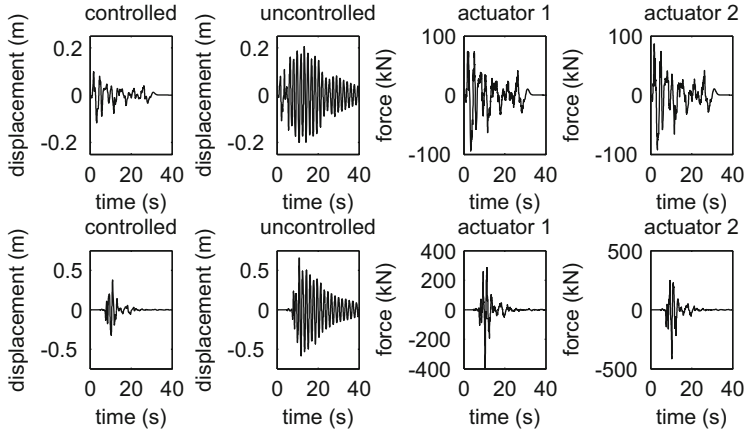 controlled
uncontrolled
actuator 1
actuator 2
displacement (m)
0.2
0
-0.2
0 20 40
time (s)
displacement (m)
0.2
0
-0.2
0 20 40
time (s)
force (kN)
100
0
-100
0 20 40
time (s)
force (kN)
100
0
-100
0 20 40
time (s)
controlled
uncontrolled
actuator 1
actuator 2
displacement (m)
0.5
0
-0.5
0 20 40
time (s)
displacement (m)
0.5
0
-0.5
0 20 40
time (s)
force (kN)
400
200
0
-200
-400
0 20 40
time (s)
force (kN)
500
0
-500
0 20 40
time (s)